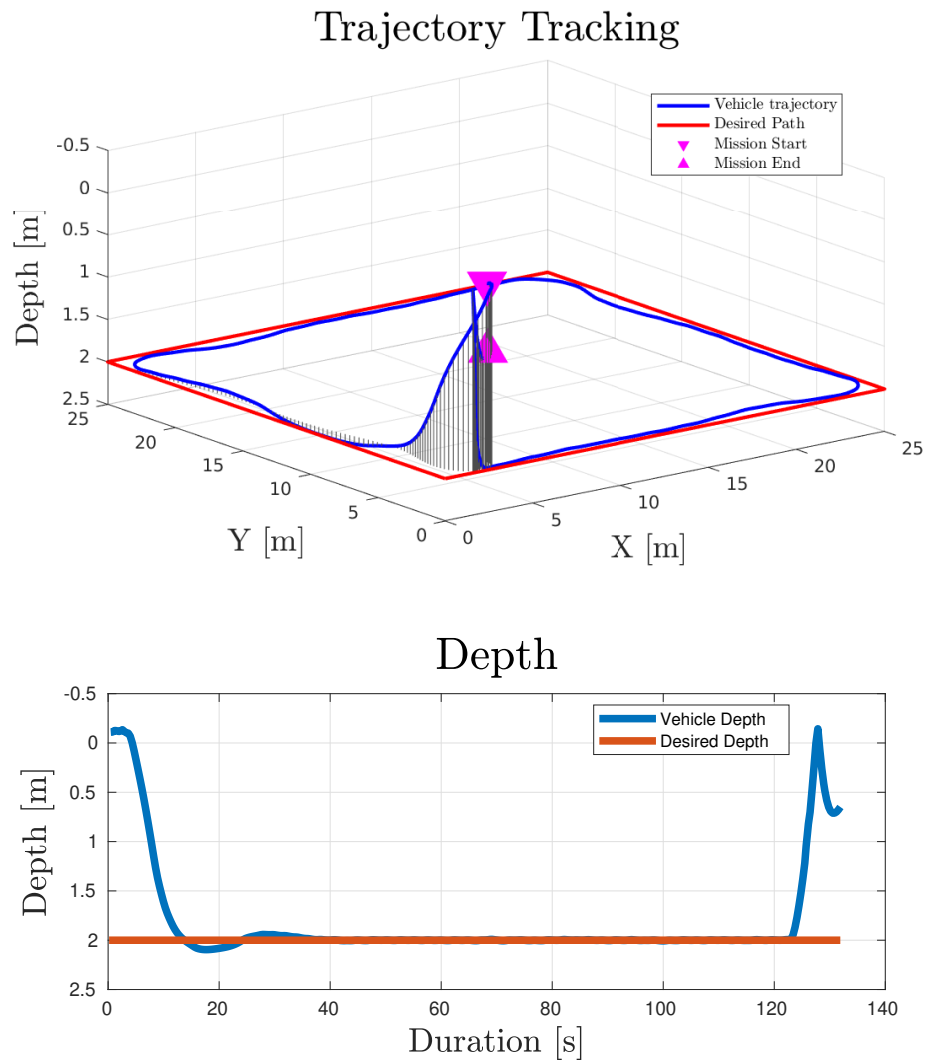 Trajectory Tracking
Vehicle trajectory
Desired Path
Mission Start
Mission End
-0.5
0
0.5
1
1.5
2
2.5
Depth [m]
25
20
15
10
5
0
Y [m]
0
5
10
15
20
25
X [m]
Depth
Vehicle Depth
Desired Depth
-0.5
0
0.5
1
1.5
2
2.5
Depth [m]
0
20
40
60
80
100
120
140
Duration [s]